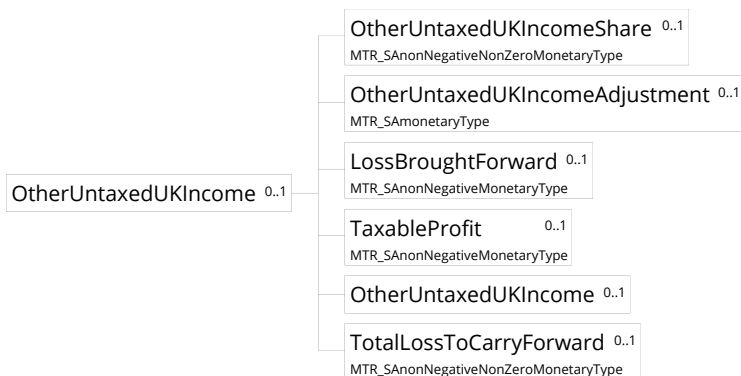 OtherUntaxedUKIncomeShare 0..1
MTR_SAnonNegativeNonZeroMonetaryType
OtherUntaxedUKIncomeAdjustment 0..1
MTR_SAmonetaryType
LossBroughtForward 0..1
MTR_SAnonNegativeMonetaryType
OtherUntaxedUKIncome 0..1
TaxableProfit 0..1
MTR_SAnonNegativeMonetaryType
OtherUntaxedUKIncome 0..1
TotalLossToCarryForward 0..1
MTR_SAnonNegativeNonZeroMonetaryType